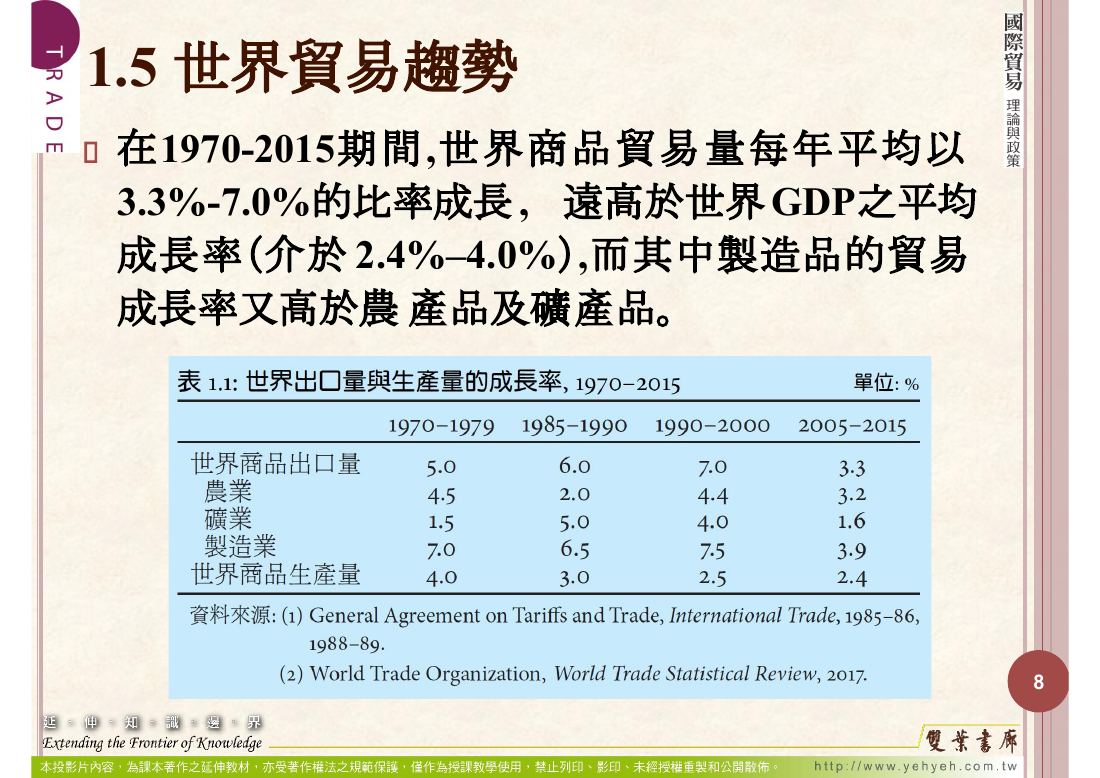 TRADE
國際貿易 理論與政策
1.5 世界貿易趨勢
在1970-2015期間,世界商品貿易量每年平均以
3.3%-7.0%的比率成長, 遠高於世界GDP之平均
成長率(介於 2.4%–4.0%),而其中製造品的貿易
成長率又高於農 產品及礦產品。
表 1.1: 世界出口量與生產量的成長率, 1970–2015 單位: %
1970–1979 1985–1990 1990–2000 2005–2015
世界商品出口量 5.0 6.0 7.0 3.3
農業 4.5 2.0 4.4 3.2
礦業 1.5 5.0 4.0 1.6
製造業 7.0 6.5 7.5 3.9
世界商品生產量 4.0 3.0 2.5 2.4
資料來源: (1) General Agreement on Tariffs and Trade, International Trade, 1985–86,
1988–89.
(2) World Trade Organization, World Trade Statistical Review, 2017.
8
延。伸。知。識。邊。界
Extending the Frontier of Knowledge
雙葉書廊
本投影片內容,為課本著作之延伸教材,亦受著作權法之規範保護,僅作為授課教學使用,禁止列印、影印、未經授權重製和公開散佈。 http://www.yehyeh.com.tw